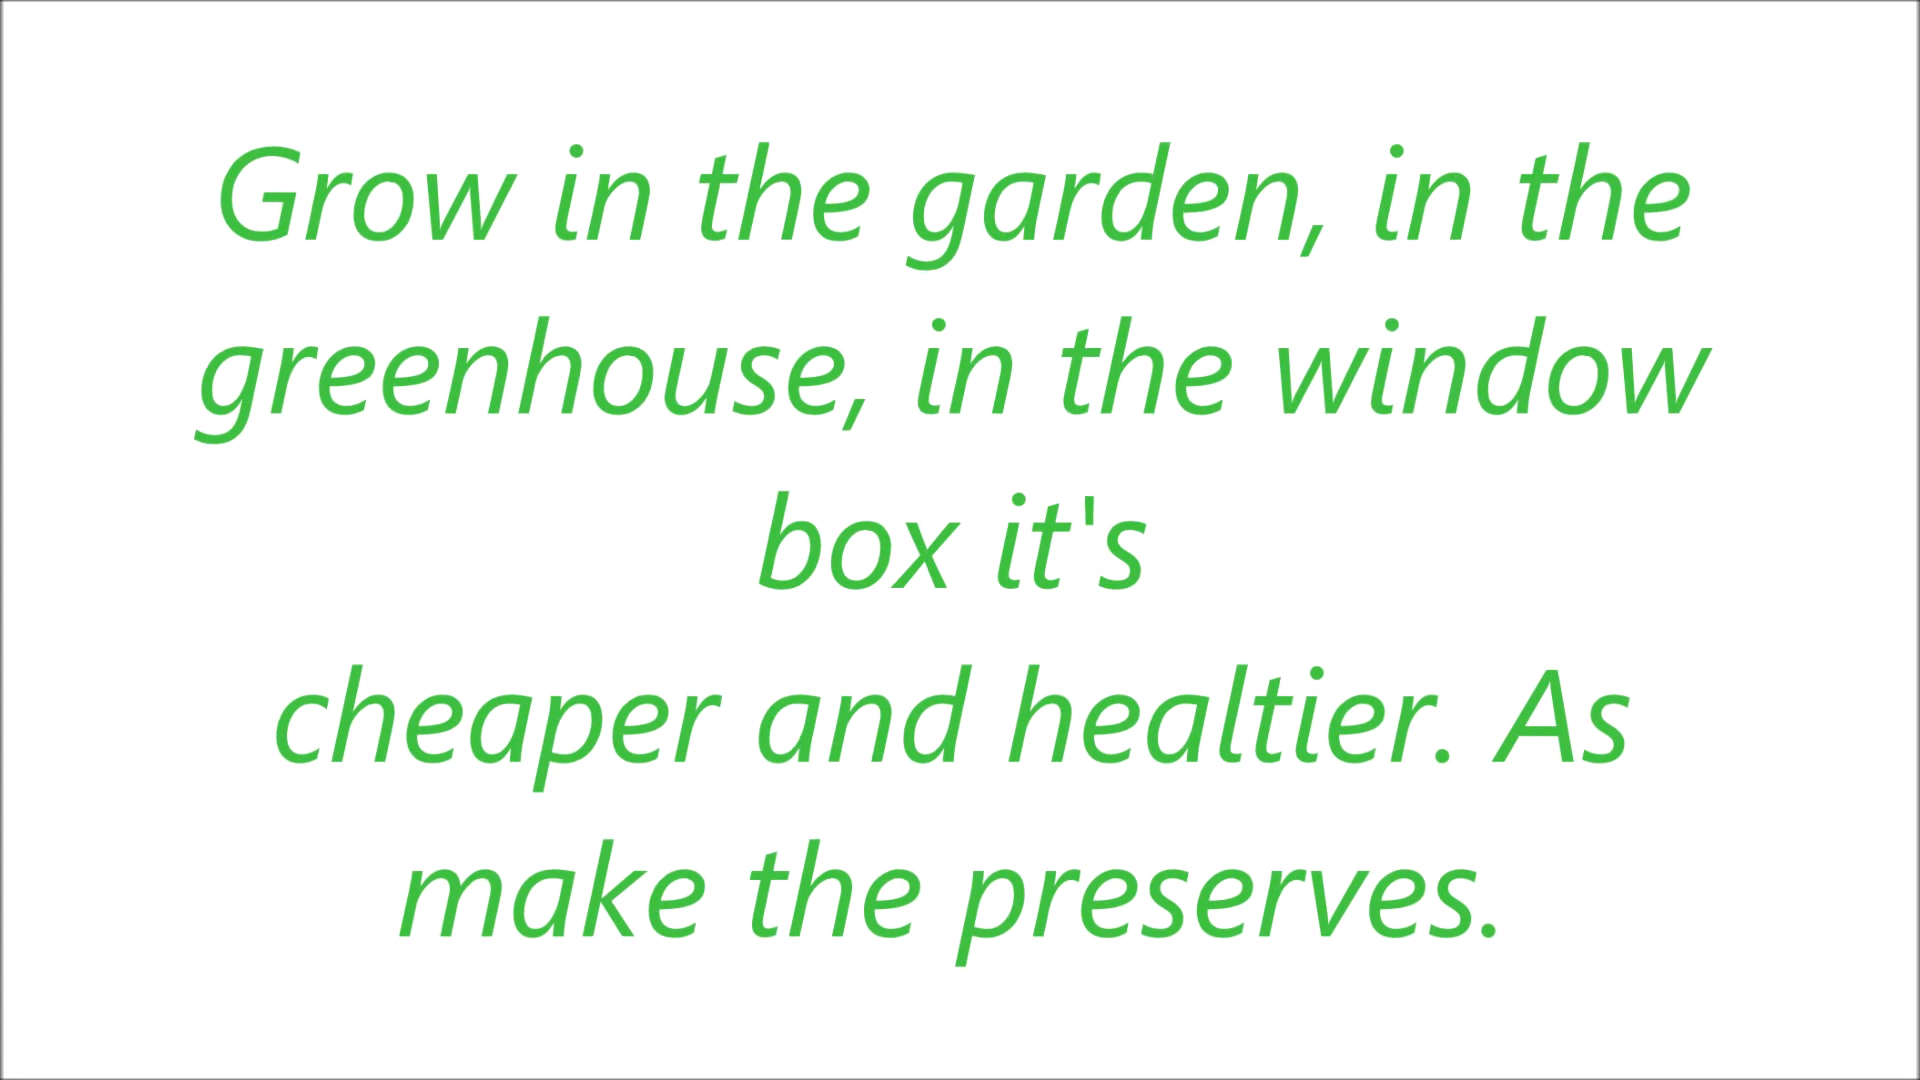 Grow in the garden, in the
greenhouse, in the window
box it's
cheaper and healtier. As
make the preserves.